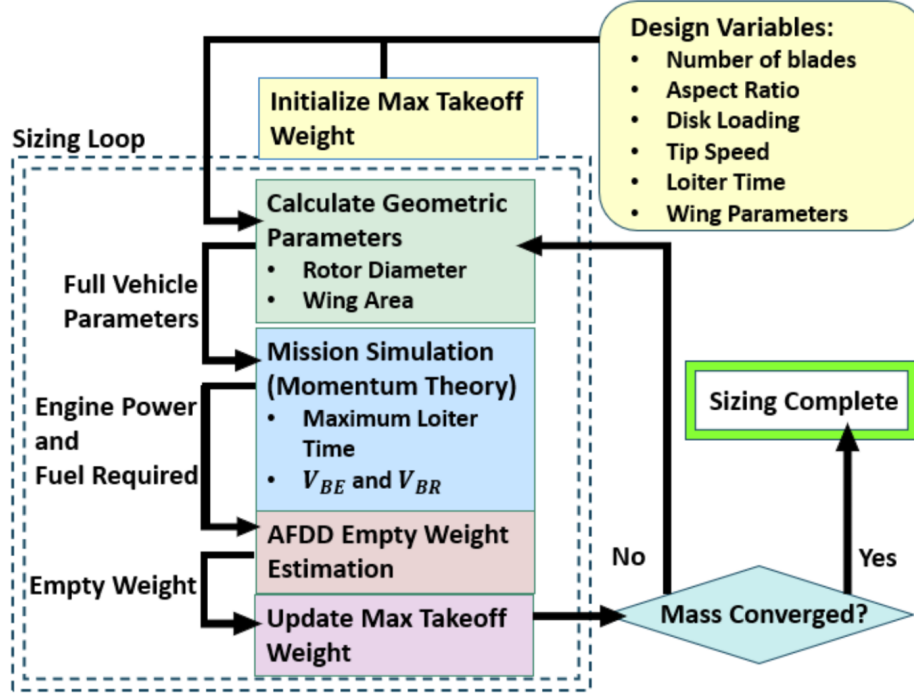 Design Variables:
• Number of blades
• Aspect Ratio
• Disk Loading
• Tip Speed
• Loiter Time
• Wing Parameters
Initialize Max Takeoff
Weight
Sizing Loop
Calculate Geometric
Parameters
• Rotor Diameter
• Wing Area
Full Vehicle
Parameters
Mission Simulation
(Momentum Theory)
• Maximum Loiter
Time
• V_BE and V_BR
Engine Power
and
Fuel Required
AFDD Empty Weight
Estimation
Empty Weight
Update Max Takeoff
Weight
Mass Converged?
No
Yes
Sizing Complete